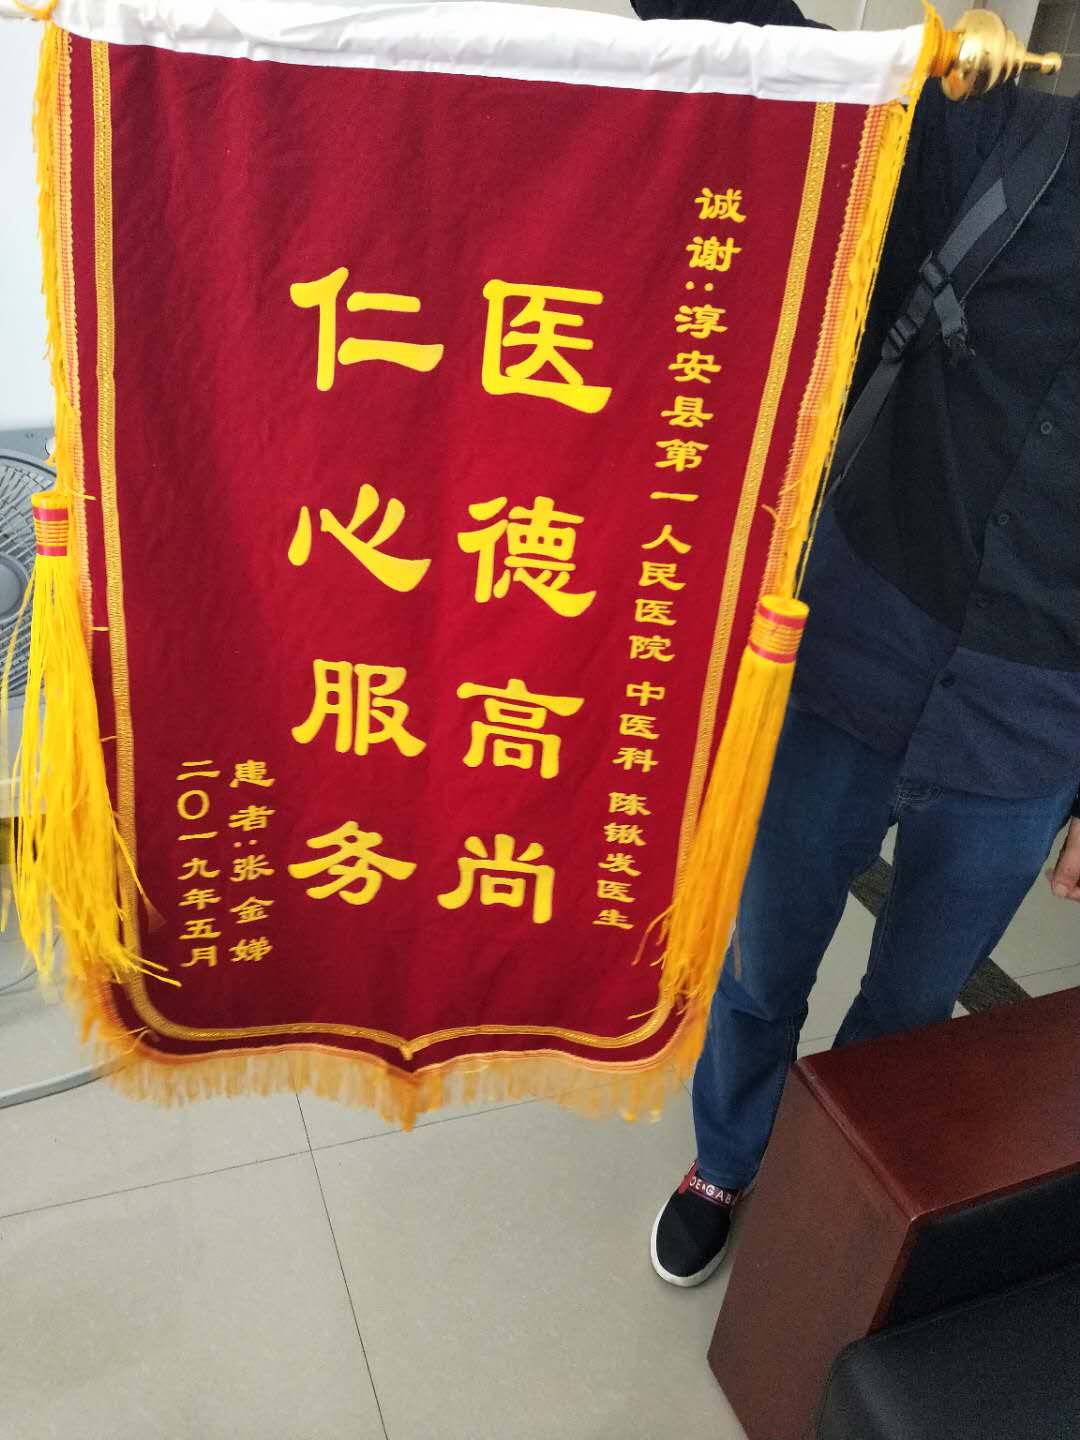 诚谢:淳安县第一人民医院 中医科 陈锹发医生
医德高尚
仁心服务
患者:张金娣
二〇一九年五月